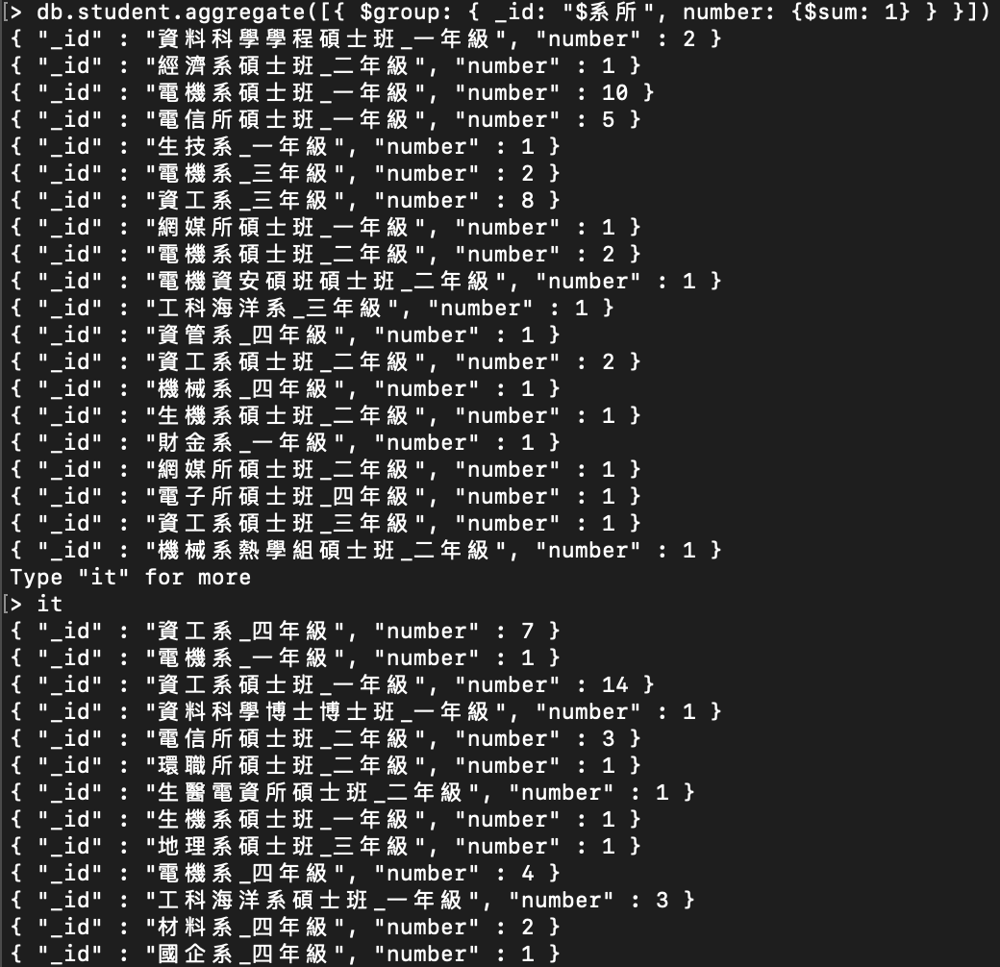 > db.student.aggregate([{ $group: { _id: "$系所", number: {$sum: 1} } }])
{ "_id" : "資料科學學程碩士班_一年級", "number" : 2 }
{ "_id" : "經濟系碩士班_二年級", "number" : 1 }
{ "_id" : "電機系碩士班_一年級", "number" : 10 }
{ "_id" : "電信所碩士班_一年級", "number" : 5 }
{ "_id" : "生技系_一年級", "number" : 1 }
{ "_id" : "電機系_三年級", "number" : 2 }
{ "_id" : "資工系_三年級", "number" : 8 }
{ "_id" : "網媒所碩士班_一年級", "number" : 1 }
{ "_id" : "電機系碩士班_二年級", "number" : 2 }
{ "_id" : "電機資安碩班碩士班_二年級", "number" : 1 }
{ "_id" : "工科海洋系_三年級", "number" : 1 }
{ "_id" : "資管系_四年級", "number" : 1 }
{ "_id" : "資工系碩士班_二年級", "number" : 2 }
{ "_id" : "機械系_四年級", "number" : 1 }
{ "_id" : "生機系碩士班_二年級", "number" : 1 }
{ "_id" : "財金系_一年級", "number" : 1 }
{ "_id" : "網媒所碩士班_二年級", "number" : 1 }
{ "_id" : "電子所碩士班_四年級", "number" : 1 }
{ "_id" : "資工系碩士班_三年級", "number" : 1 }
{ "_id" : "機械系熱學組碩士班_二年級", "number" : 1 }
Type "it" for more
> it
{ "_id" : "資工系_四年級", "number" : 7 }
{ "_id" : "電機系_一年級", "number" : 1 }
{ "_id" : "資工系碩士班_一年級", "number" : 14 }
{ "_id" : "資料科學博士博士班_一年級", "number" : 1 }
{ "_id" : "電信所碩士班_二年級", "number" : 3 }
{ "_id" : "環職所碩士班_二年級", "number" : 1 }
{ "_id" : "生醫電資所碩士班_二年級", "number" : 1 }
{ "_id" : "生機系碩士班_一年級", "number" : 1 }
{ "_id" : "地理系碩士班_三年級", "number" : 1 }
{ "_id" : "電機系_四年級", "number" : 4 }
{ "_id" : "工科海洋系碩士班_一年級", "number" : 3 }
{ "_id" : "材料系_四年級", "number" : 2 }
{ "_id" : "國企系_四年級", "number" : 1 }